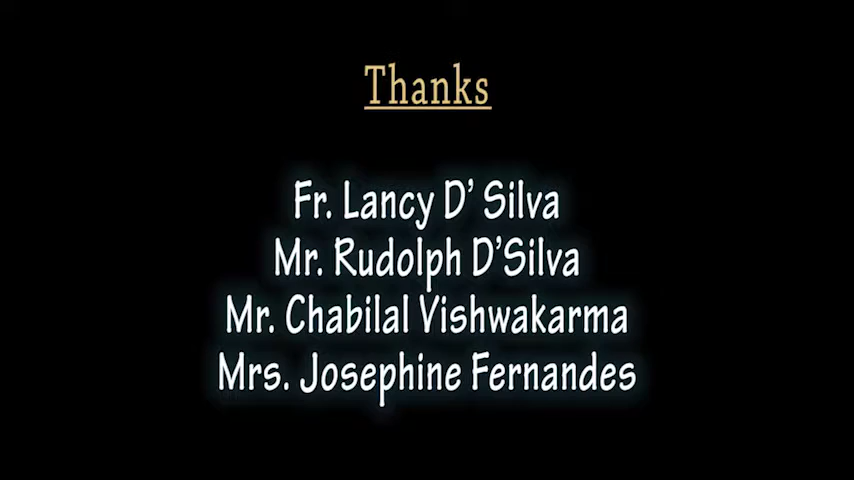 Thanks
Fr. Lancy D' Silva
Mr. Rudolph D'Silva
Mr. Chabilal Vishwakarma
Mrs. Josephine Fernandes